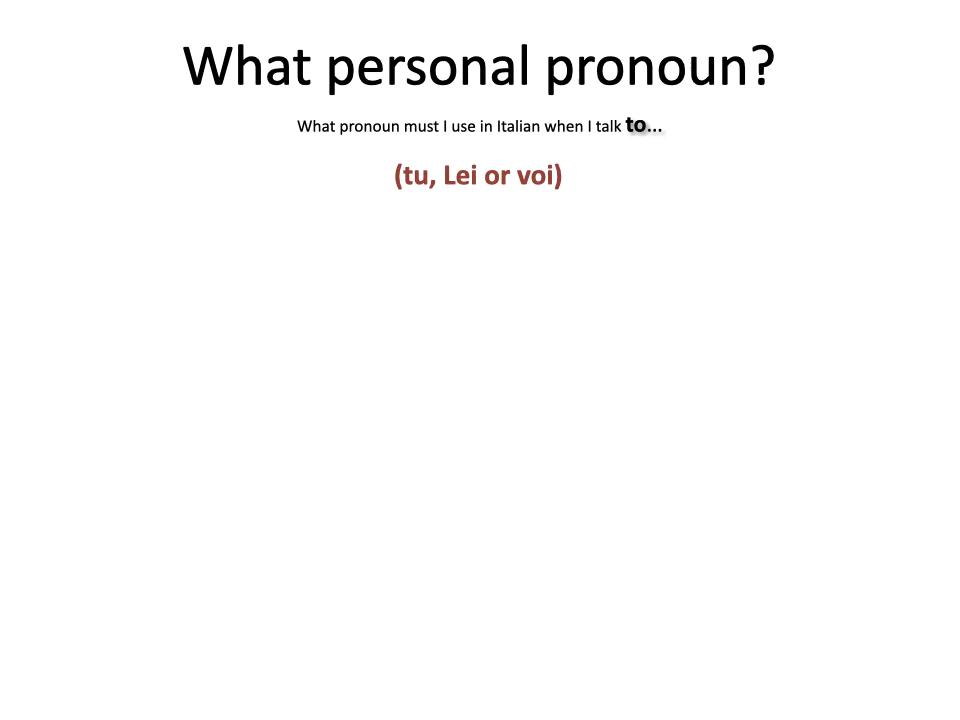 What personal pronoun?
What pronoun must I use in Italian when I talk to...
(tu, Lei or voi)